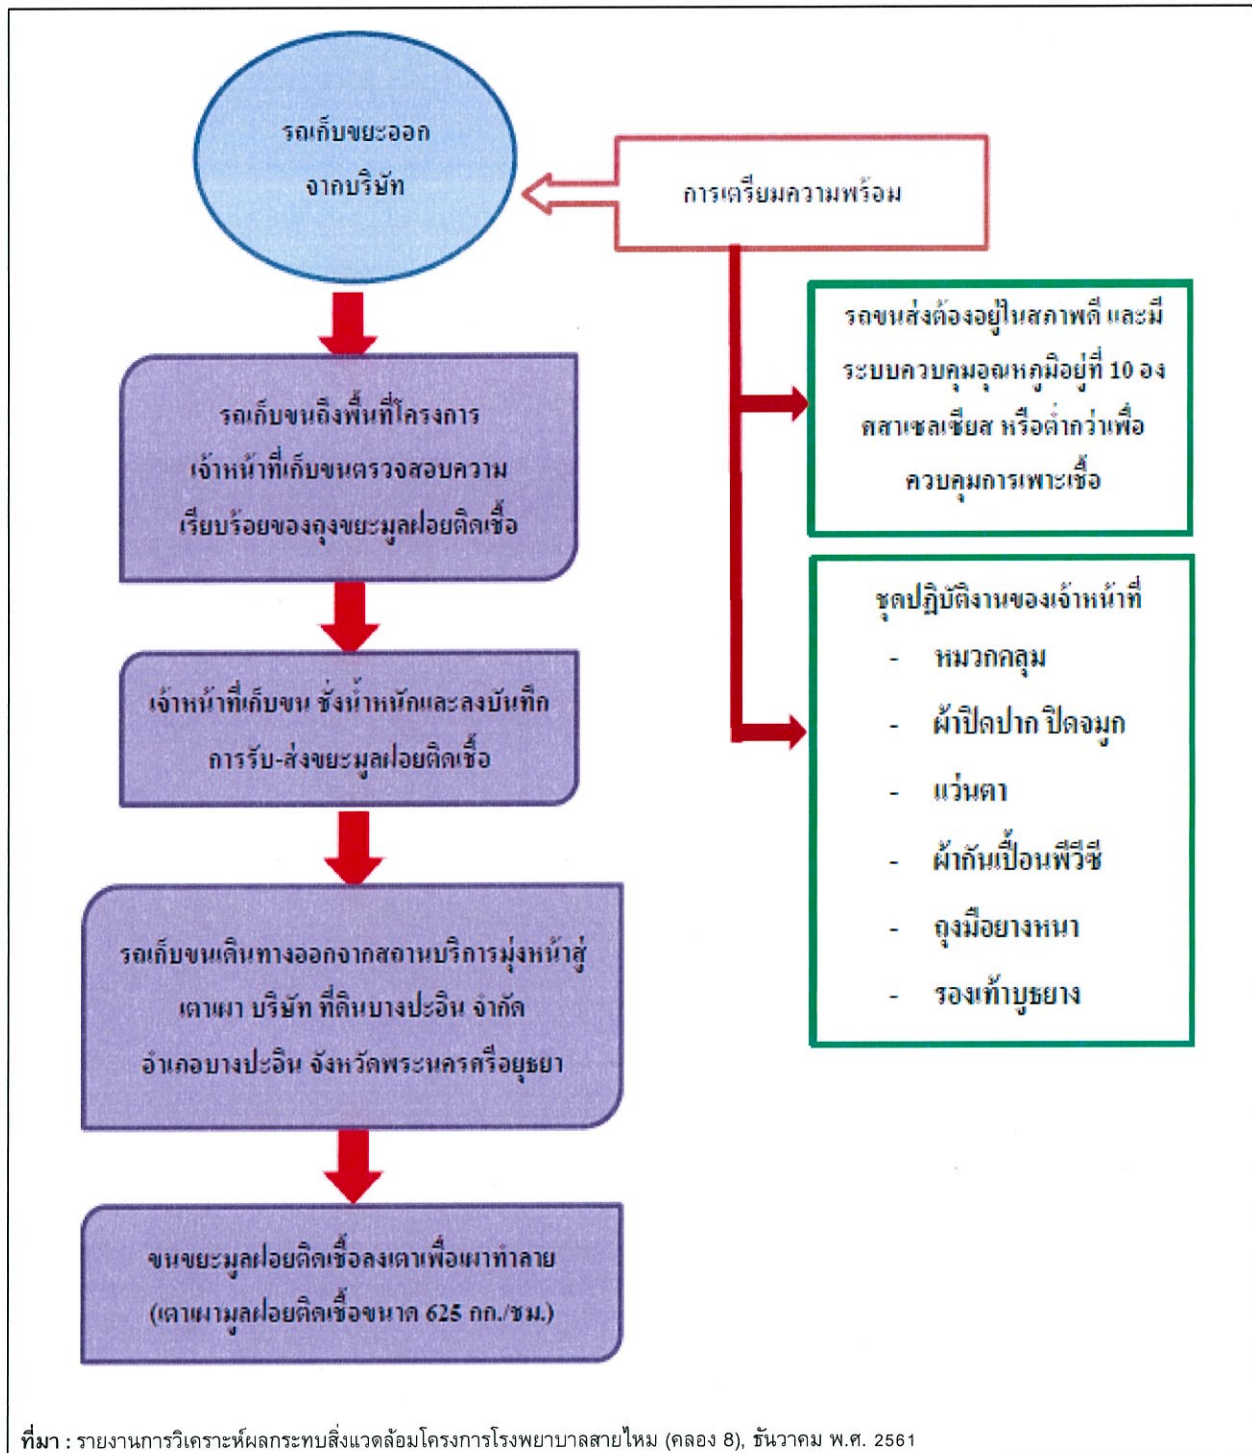 รถเก็บขยะออก
จากบริษัท
การเตรียมความพร้อม
รถขนส่งต้องอยู่ในสภาพดี และมี
ระบบควบคุมอุณหภูมิอยู่ที่ 10 อง
ศสาเซลเซียส หรือต่ำกว่าเพื่อ
ควบคุมการเพาะเชื้อ
รถเก็บขนถึงพื้นที่โครงการ
เจ้าหน้าที่เก็บขนตรวจสอบความ
เรียบร้อยของถุงขยะมูลฝอยติดเชื้อ
ชุดปฏิบัติงานของเจ้าหน้าที่
- หมวกคลุม
- ผ้าปิดปาก ปิดจมูก
- แว่นตา
- ผ้ากันเปื้อนพีวีซี
- ถุงมือยางหนา
- รองเท้าบูธยาง
เจ้าหน้าที่เก็บขน ชั่งน้ำหนักและลงบันทึก
การรับ-ส่งขยะมูลฝอยติดเชื้อ
รถเก็บขนเดินทางออกจากสถานบริการมุ่งหน้าสู่
เตาเผา บริษัท ที่ดินบางปะอิน จำกัด
อำเภอบางปะอิน จังหวัดพระนครศรีอยุธยา
ขนขยะมูลฝอยติดเชื้อลงเตาเพื่อเผาทำลาย
(เตาเผามูลฝอยติดเชื้อขนาด 625 กก./ชม.)
ที่มา : รายงานการวิเคราะห์ผลกระทบสิ่งแวดล้อมโครงการโรงพยาบาลสายไหม (คลอง 8), ธันวาคม พ.ศ. 2561